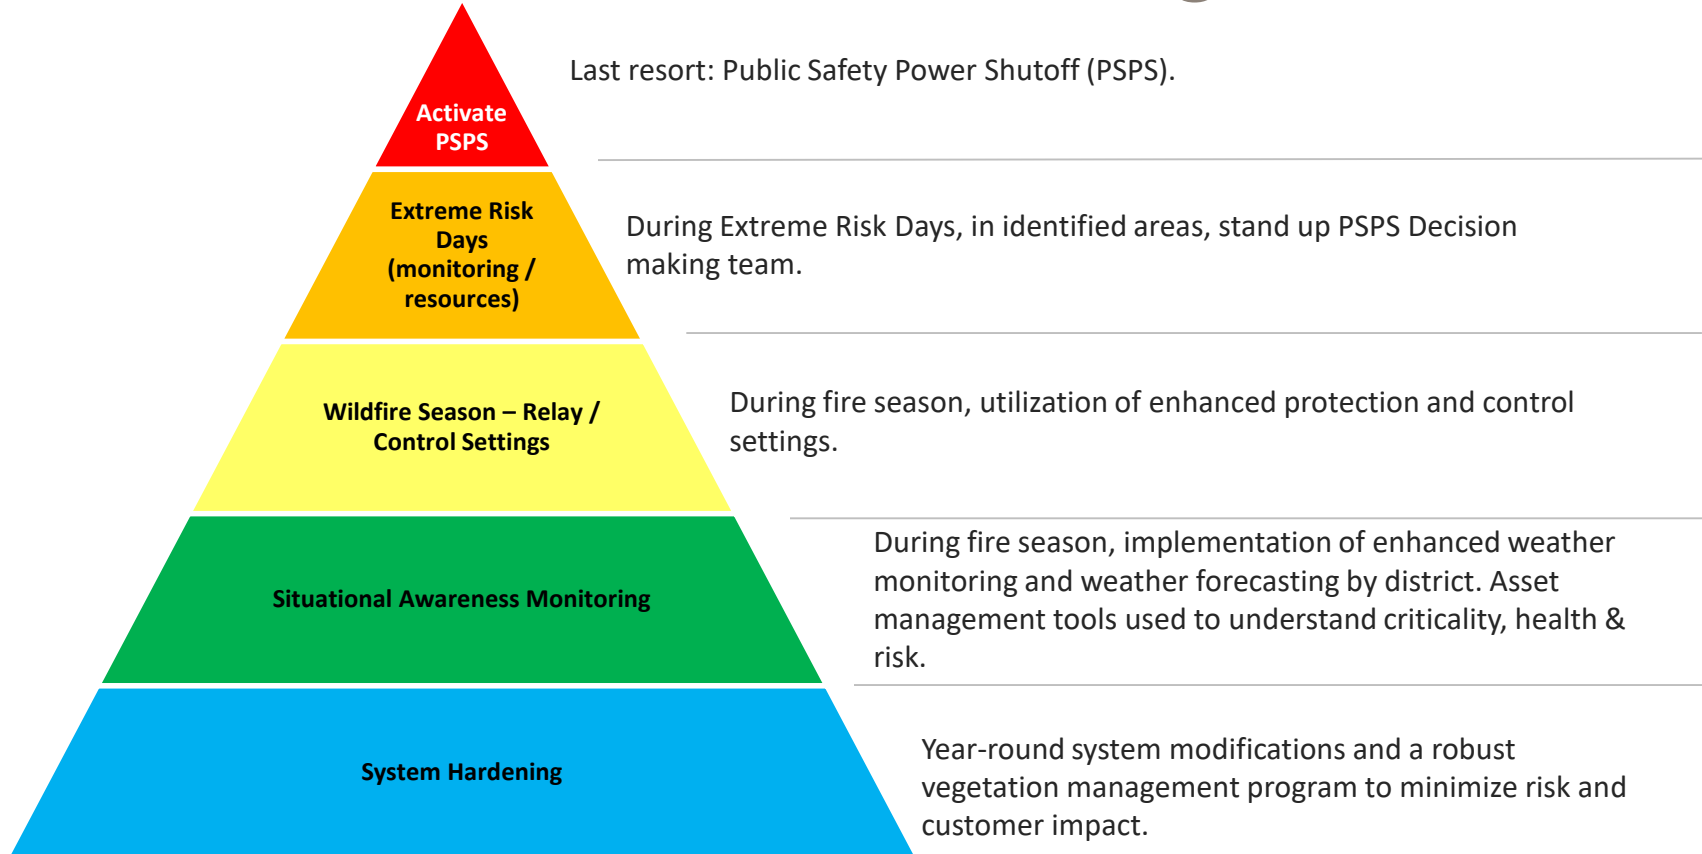 Last resort: Public Safety Power Shutoff (PSPS).
Activate
PSPS
Extreme Risk
Days
(monitoring /
resources)
During Extreme Risk Days, in identified areas, stand up PSPS Decision
making team.
Wildfire Season – Relay /
Control Settings
During fire season, utilization of enhanced protection and control
settings.
Situational Awareness Monitoring
During fire season, implementation of enhanced weather
monitoring and weather forecasting by district. Asset
management tools used to understand criticality, health &
risk.
System Hardening
Year-round system modifications and a robust
vegetation management program to minimize risk and
customer impact.